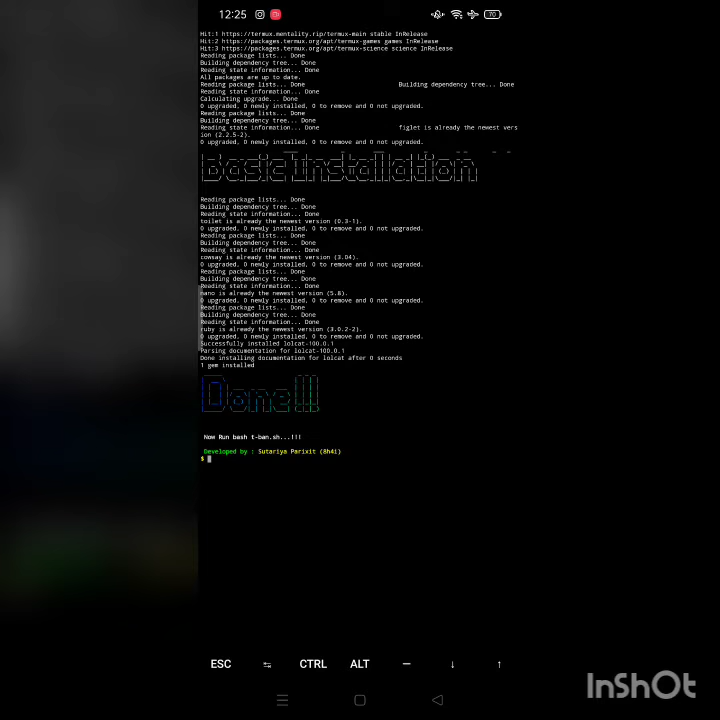 12:25
70
Hit:1 https://termux.mentality.rip/termux-main stable InRelease
Hit:2 https://packages.termux.org/apt/termux-games games InRelease
Hit:3 https://packages.termux.org/apt/termux-science science InRelease
Reading package lists... Done
Building dependency tree... Done
Reading state information... Done
All packages are up to date.
Reading package lists... Done Building dependency tree... Done
Reading state information... Done
Calculating upgrade... Done
0 upgraded, 0 newly installed, 0 to remove and 0 not upgraded.
Reading package lists... Done
Building dependency tree... Done
Reading state information... Done figlet is already the newest vers
ion (2.2.5-2).
0 upgraded, 0 newly installed, 0 to remove and 0 not upgraded.
Basic Installation
Reading package lists... Done
Building dependency tree... Done
Reading state information... Done
toilet is already the newest version (0.3-1).
0 upgraded, 0 newly installed, 0 to remove and 0 not upgraded.
Reading package lists... Done
Building dependency tree... Done
Reading state information... Done
cowsay is already the newest version (3.04).
0 upgraded, 0 newly installed, 0 to remove and 0 not upgraded.
Reading package lists... Done
Building dependency tree... Done
Reading state information... Done
nano is already the newest version (5.8).
0 upgraded, 0 newly installed, 0 to remove and 0 not upgraded.
Reading package lists... Done
Building dependency tree... Done
Reading state information... Done
ruby is already the newest version (3.0.2-2).
0 upgraded, 0 newly installed, 0 to remove and 0 not upgraded.
Successfully installed lolcat-100.0.1
Parsing documentation for lolcat-100.0.1
Done installing documentation for lolcat after 0 seconds
1 gem installed
Done!!
Now Run bash t-ban.sh...!!!
Developed by : Sutariya Parixit (8h4i)
$
ESC CTRL ALT — ↓ ↑
InShOt